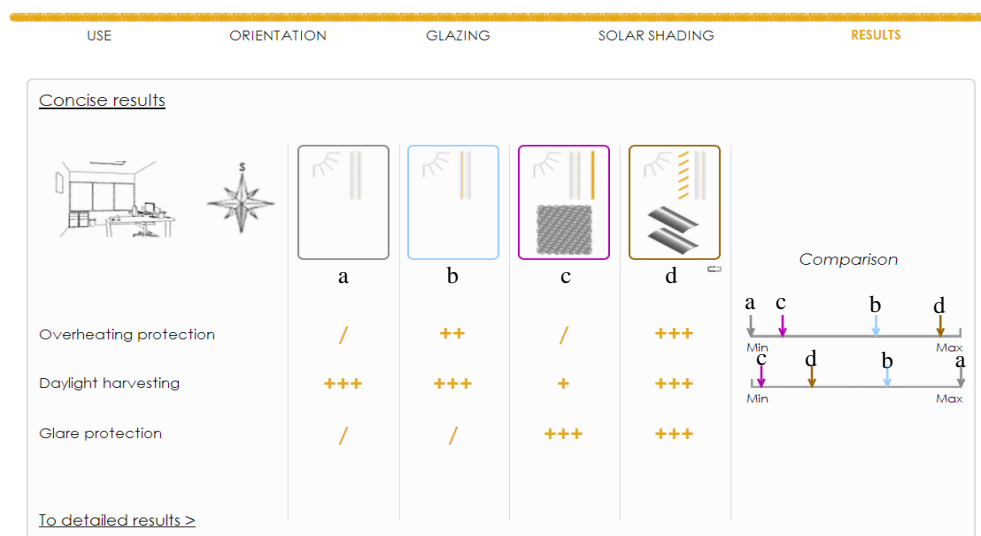 USE ORIENTATION GLAZING SOLAR SHADING RESULTS
Concise results
S
a b c d
Comparison
a c b d
Overheating protection / ++ / +++
Min Max
c d b a
Daylight harvesting +++ +++ + +++
Min Max
Glare protection / / +++ +++
To detailed results >